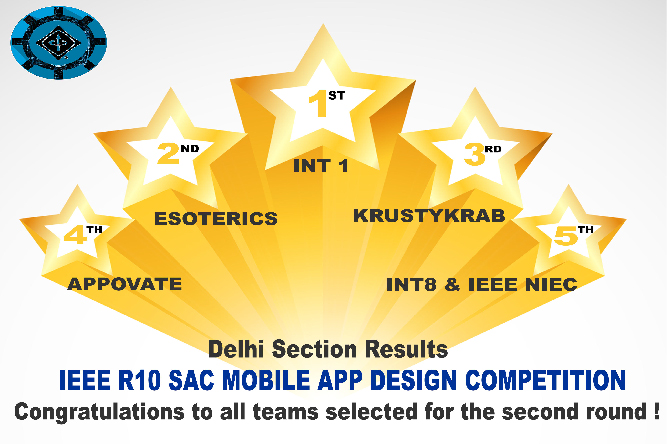 1ST
INT 1
2ND
ESOTERICS
3RD
KRUSTYKRAB
4TH
APPOVATE
5TH
INT8 & IEEE NIEC
Delhi Section Results
IEEE R10 SAC MOBILE APP DESIGN COMPETITION
Congratulations to all teams selected for the second round !